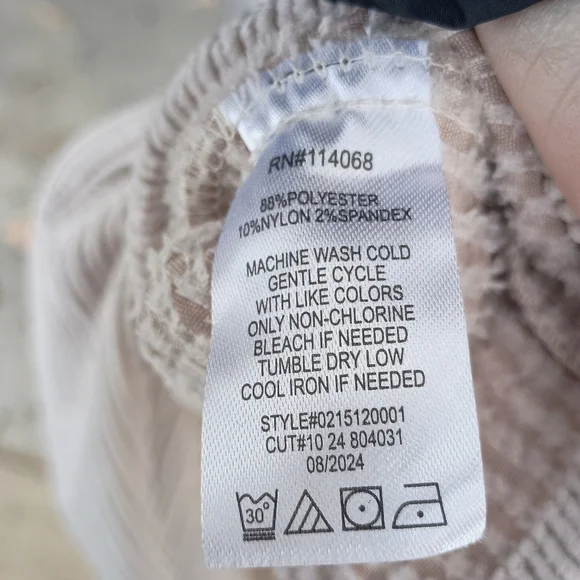 RN#114068
88%POLYESTER
10%NYLON 2%SPANDEX
MACHINE WASH COLD
GENTLE CYCLE
WITH LIKE COLORS
ONLY NON-CHLORINE
BLEACH IF NEEDED
TUMBLE DRY LOW
COOL IRON IF NEEDED
STYLE#0215120001
CUT#10 24 804031
08/2024
30°